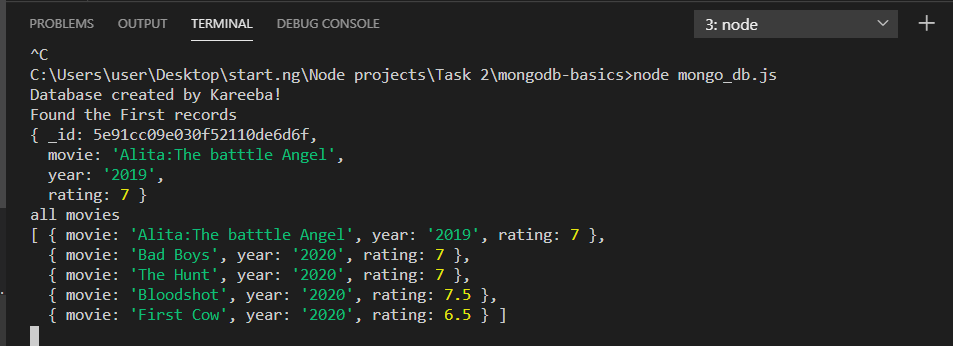 PROBLEMS OUTPUT TERMINAL DEBUG CONSOLE 3: node
^C
C:\Users\user\Desktop\start.ng\Node projects\Task 2\mongodb-basics>node mongo_db.js
Database created by Kareeba!
Found the First records
{ _id: 5e91cc09e030f52110de6d6f,
  movie: 'Alita:The batttle Angel',
  year: '2019',
  rating: 7 }
all movies
[ { movie: 'Alita:The batttle Angel', year: '2019', rating: 7 },
  { movie: 'Bad Boys', year: '2020', rating: 7 },
  { movie: 'The Hunt', year: '2020', rating: 7 },
  { movie: 'Bloodshot', year: '2020', rating: 7.5 },
  { movie: 'First Cow', year: '2020', rating: 6.5 } ]